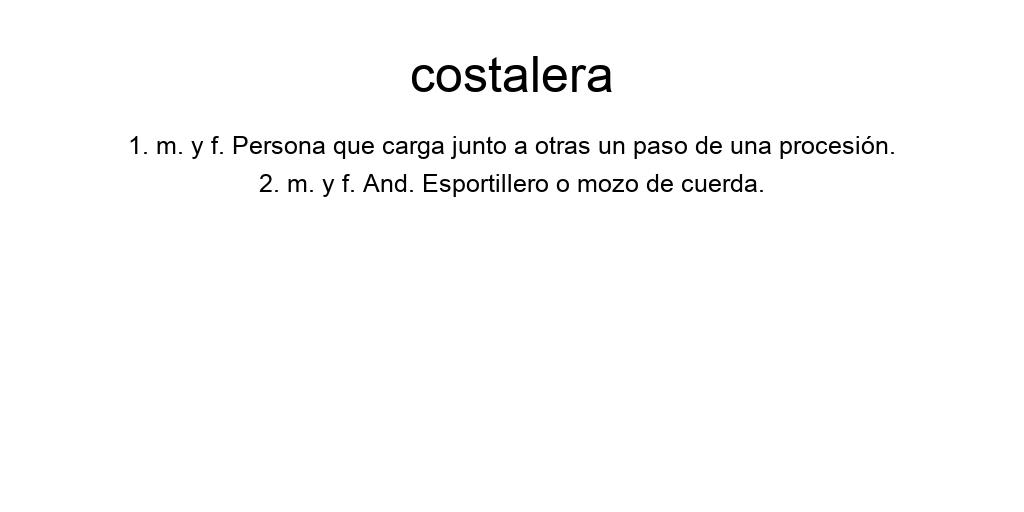 costalera
1. m. y f. Persona que carga junto a otras un paso de una procesión.
2. m. y f. And. Esportillero o mozo de cuerda.